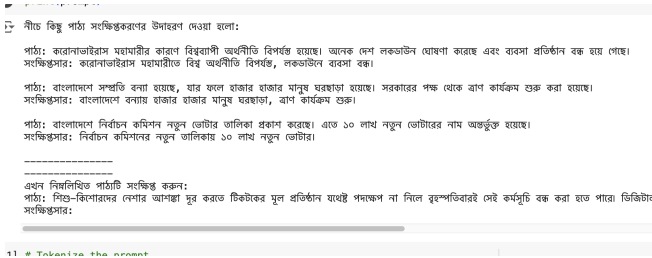 নীচে কিছু পাঠ্য সংক্ষিপ্তকরণের উদাহরণ দেওয়া হলো:
পাঠ্য: করোনাভাইরাস মহামারীর কারণে বিশ্বব্যাপী অর্থনীতি বিপর্যস্ত হয়েছে। অনেক দেশ লকডাউন ঘোষণা করেছে এবং ব্যবসা প্রতিষ্ঠান বন্ধ হয়ে গেছে।
সংক্ষিপ্তসার: করোনাভাইরাস মহামারীতে বিশ্ব অর্থনীতি বিপর্যস্ত, লকডাউনে ব্যবসা বন্ধ।
পাঠ্য: বাংলাদেশে সম্প্রতি বন্যা হয়েছে, যার ফলে হাজার হাজার মানুষ ঘরছাড়া হয়েছে। সরকারের পক্ষ থেকে ত্রাণ কার্যক্রম শুরু করা হয়েছে।
সংক্ষিপ্তসার: বাংলাদেশে বন্যায় হাজার হাজার মানুষ ঘরছাড়া, ত্রাণ কার্যক্রম শুরু।
পাঠ্য: বাংলাদেশে নির্বাচন কমিশন নতুন ভোটার তালিকা প্রকাশ করেছে। এতে ১০ লাখ নতুন ভোটারের নাম অন্তর্ভুক্ত হয়েছে।
সংক্ষিপ্তসার: নির্বাচন কমিশনের নতুন তালিকায় ১০ লাখ নতুন ভোটার।
---------------
---------------
এখন নিম্নলিখিত পাঠ্যটি সংক্ষিপ্ত করুন:
পাঠ্য: শিশু-কিশোরদের নেশার আশঙ্কা দূর করতে টিকটকের মূল প্রতিষ্ঠান যথেষ্ট পদক্ষেপ না নিলে বৃহস্পতিবারই সেই কর্মসূচি বন্ধ করা হতে পারে৷
সংক্ষিপ্তসার:
# Tokenize the prompt